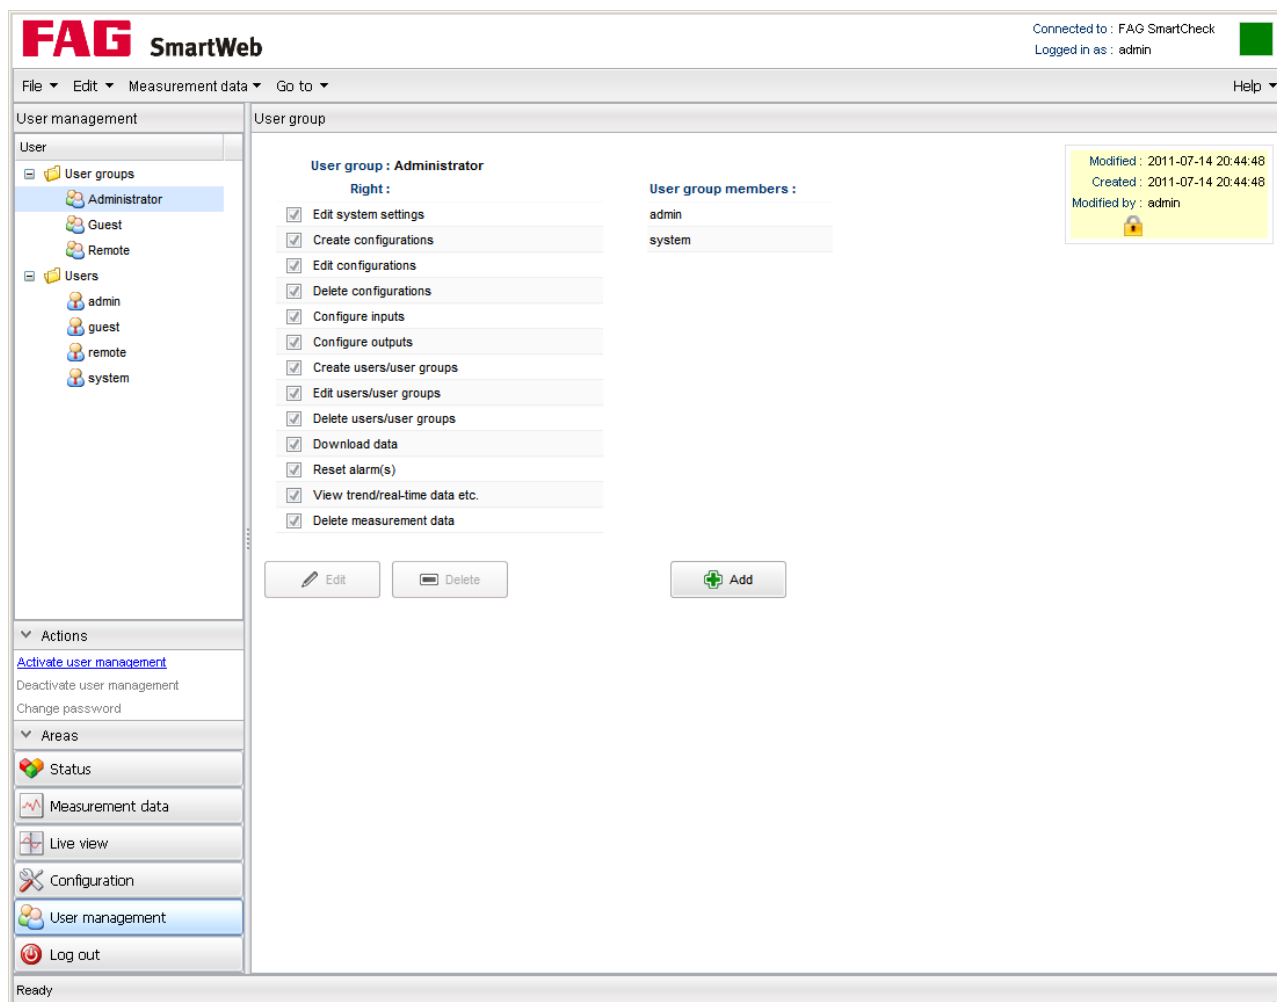 FAG SmartWeb
Connected to : FAG SmartCheck
Logged in as : admin
File Edit Measurement data Go to Help
User management
User group
User
User groups
Administrator
Guest
Remote
Users
admin
guest
remote
system
User group : Administrator
Right :
Edit system settings
Create configurations
Edit configurations
Delete configurations
Configure inputs
Configure outputs
Create users/user groups
Edit users/user groups
Delete users/user groups
Download data
Reset alarm(s)
View trend/real-time data etc.
Delete measurement data
User group members :
admin
system
Modified : 2011-07-14 20:44:48
Created : 2011-07-14 20:44:48
Modified by : admin
Edit
Delete
Add
Actions
Activate user management
Deactivate user management
Change password
Areas
Status
Measurement data
Live view
Configuration
User management
Log out
Ready